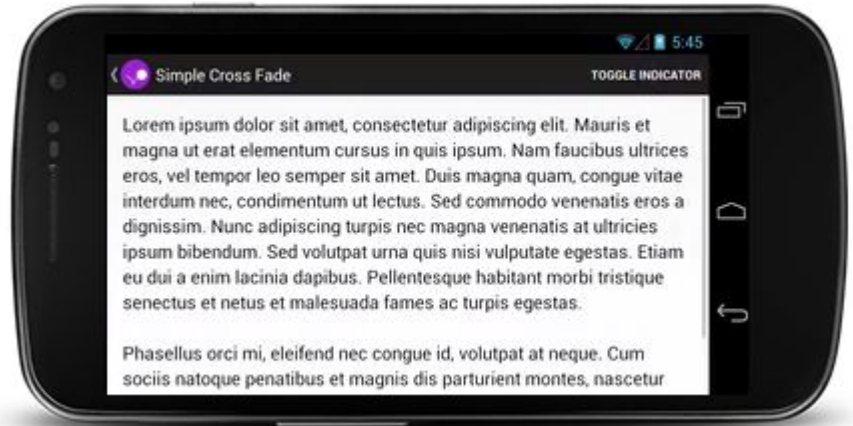 5:45
Simple Cross Fade
TOGGLE INDICATOR
Lorem ipsum dolor sit amet, consectetur adipiscing elit. Mauris et
magna ut erat elementum cursus in quis ipsum. Nam faucibus ultrices
eros, vel tempor leo semper sit amet. Duis magna quam, congue vitae
interdum nec, condimentum ut lectus. Sed commodo venenatis eros a
dignissim. Nunc adipiscing turpis nec magna venenatis at ultricies
ipsum bibendum. Sed volutpat urna quis nisi vulputate egestas. Etiam
eu dui a enim lacinia dapibus. Pellentesque habitant morbi tristique
senectus et netus et malesuada fames ac turpis egestas.
Phasellus orci mi, eleifend nec congue id, volutpat at neque. Cum
sociis natoque penatibus et magnis dis parturient montes, nascetur